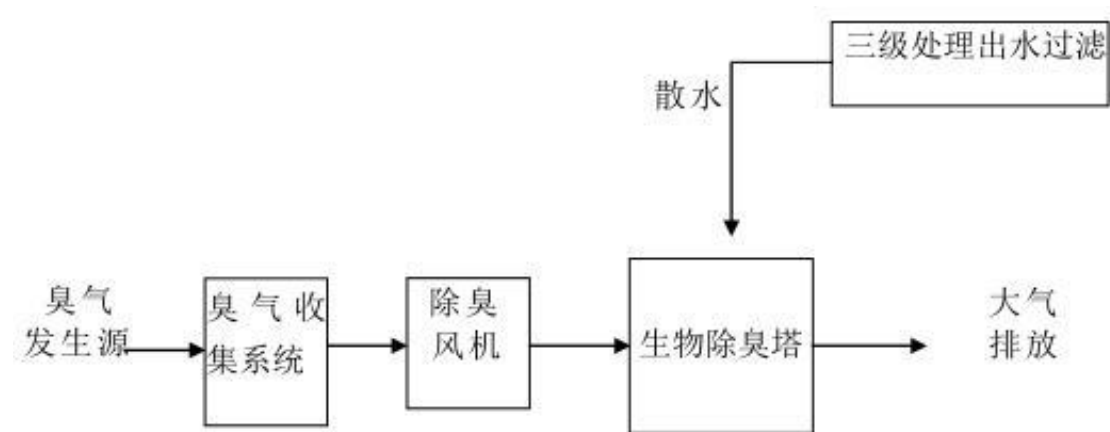 三级处理出水过滤
散水
臭气
发生源
臭气收
集系统
除臭
风机
生物除臭塔
大气
排放